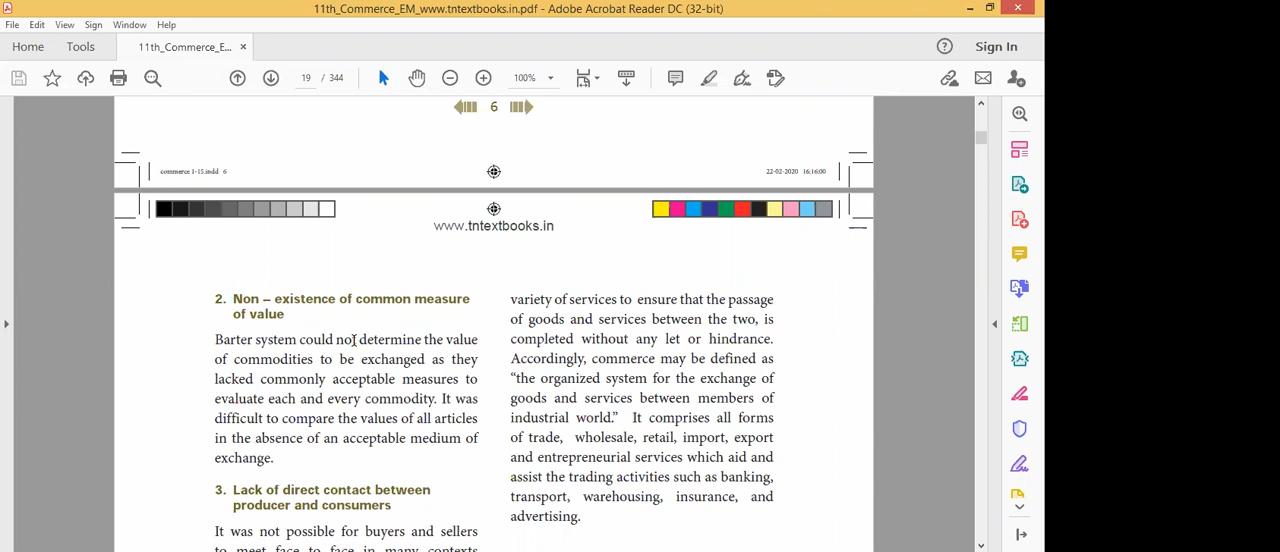 11th_Commerce_EM_www.tntextbooks.in.pdf - Adobe Acrobat Reader DC (32-bit)
File Edit View Sign Window Help
Home Tools 11th_Commerce_E... × Sign In
19 / 344 100%
6
commerce 1-15.indd 6 22-02-2020 16:16:00
www.tntextbooks.in
2. Non – existence of common measure
of value
Barter system could not determine the value
of commodities to be exchanged as they
lacked commonly acceptable measures to
evaluate each and every commodity. It was
difficult to compare the values of all articles
in the absence of an acceptable medium of
exchange.
3. Lack of direct contact between
producer and consumers
It was not possible for buyers and sellers
to meet face to face in many contexts
variety of services to ensure that the passage
of goods and services between the two, is
completed without any let or hindrance.
Accordingly, commerce may be defined as
“the organized system for the exchange of
goods and services between members of
industrial world.” It comprises all forms
of trade, wholesale, retail, import, export
and entrepreneurial services which aid and
assist the trading activities such as banking,
transport, warehousing, insurance, and
advertising.